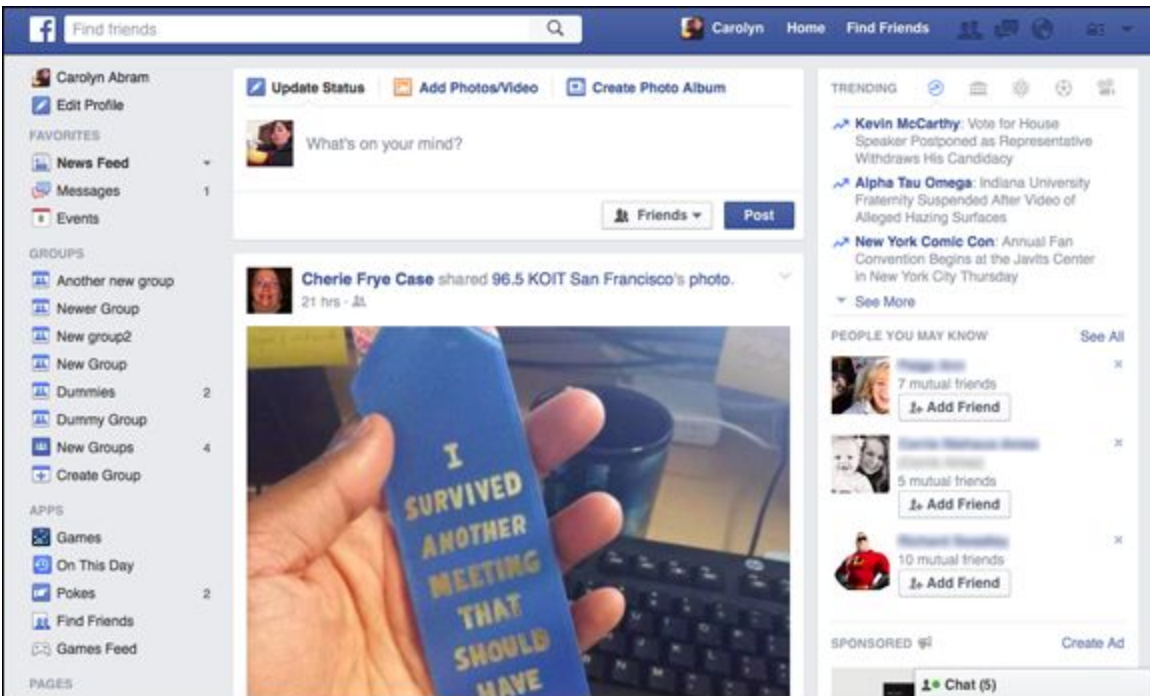 f
Find friends
Carolyn Home Find Friends
Carolyn Abram
Edit Profile
FAVORITES
News Feed
Messages 1
Events
GROUPS
Another new group
Newer Group
New group2
New Group
Dummies 2
Dummy Group
New Groups 4
Create Group
APPS
Games
On This Day
Pokes 2
Find Friends
Games Feed
PAGES
Update Status Add Photos/Video Create Photo Album
What's on your mind?
Friends Post
Cherie Frye Case shared 96.5 KOIT San Francisco's photo.
21 hrs ·
I
SURVIVED
ANOTHER
MEETING
THAT
SHOULD
HAVE
TRENDING
Kevin McCarthy: Vote for House
Speaker Postponed as Representative
Withdraws His Candidacy
Alpha Tau Omega: Indiana University
Fraternity Suspended After Video of
Alleged Hazing Surfaces
New York Comic Con: Annual Fan
Convention Begins at the Javits Center
in New York City Thursday
See More
PEOPLE YOU MAY KNOW See All
7 mutual friends
Add Friend
5 mutual friends
Add Friend
10 mutual friends
Add Friend
SPONSORED Create Ad
Chat (5)